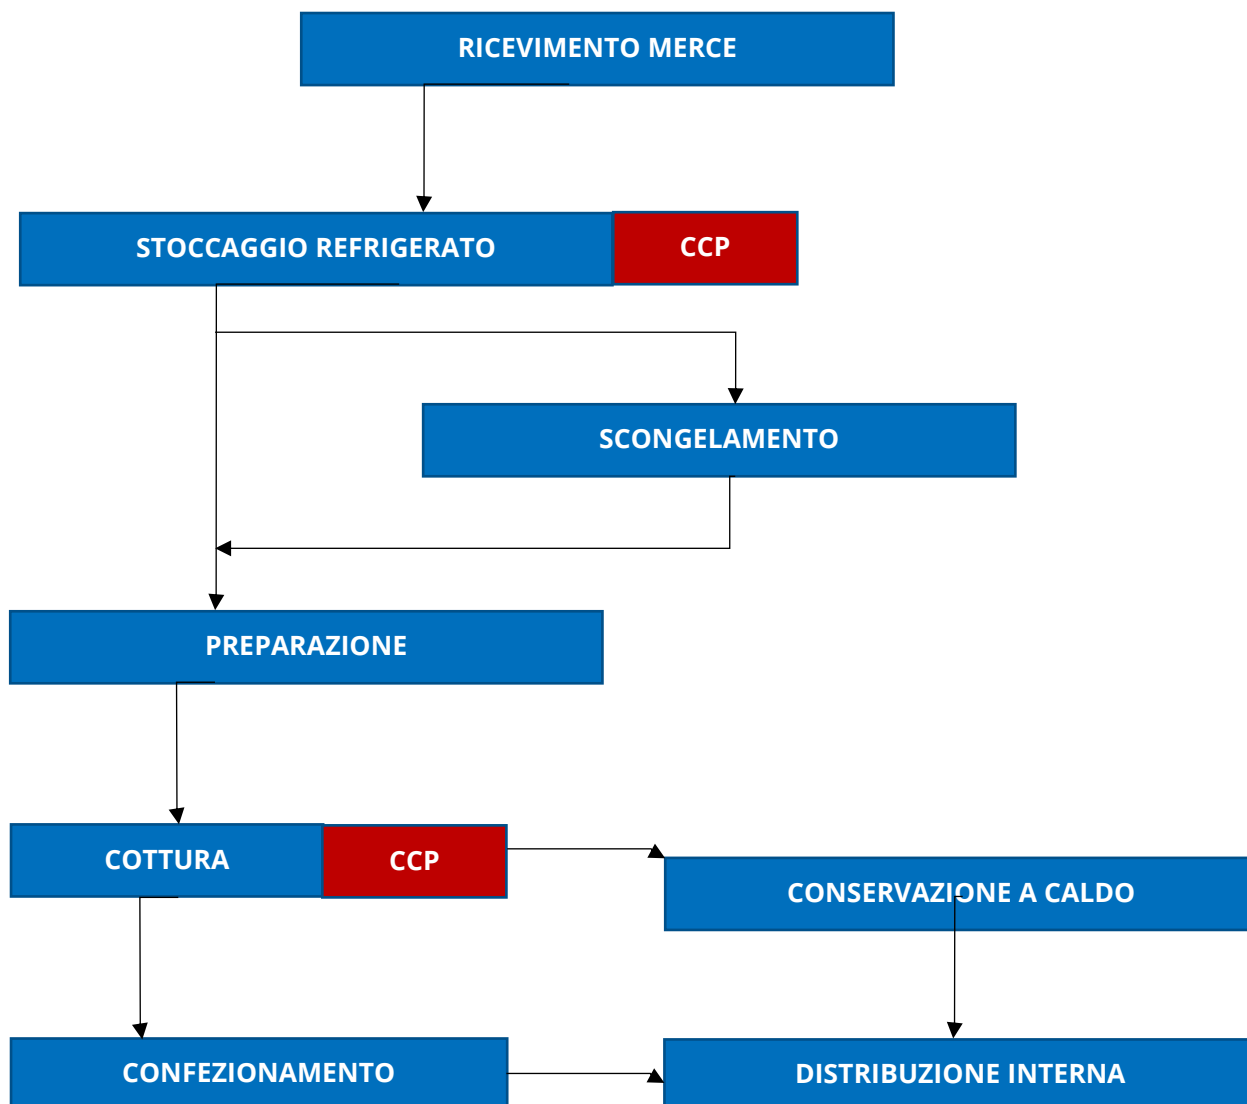 RICEVIMENTO MERCE
STOCCAGGIO REFRIGERATO
CCP
SCONGELAMENTO
PREPARAZIONE
COTTURA
CCP
CONSERVAZIONE A CALDO
CONFEZIONAMENTO
DISTRIBUZIONE INTERNA